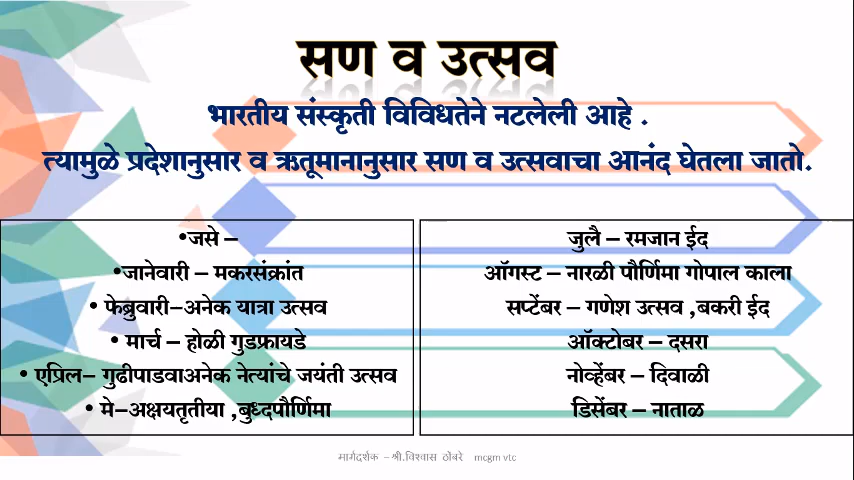 सण व उत्सव
भारतीय संस्कृती विविधतेने नटलेली आहे .
त्यामुळे प्रदेशानुसार व ऋतूमानानुसार सण व उत्सवाचा आनंद घेतला जातो.
•जसे –
•जानेवारी – मकरसंक्रांत
• फेब्रुवारी–अनेक यात्रा उत्सव
• मार्च – होळी गुडफ्रायडे
• एप्रिल– गुढीपाडवाअनेक नेत्यांचे जयंती उत्सव
• मे–अक्षयतृतीया ,बुध्दपौर्णिमा
जुलै – रमजान ईद
ऑगस्ट – नारळी पौर्णिमा गोपाल काला
सप्टेंबर – गणेश उत्सव ,बकरी ईद
ऑक्टोबर – दसरा
नोव्हेंबर – दिवाळी
डिसेंबर – नाताळ
मार्गदर्शक – श्री.विश्वास ठोंबरे mcgm vtc